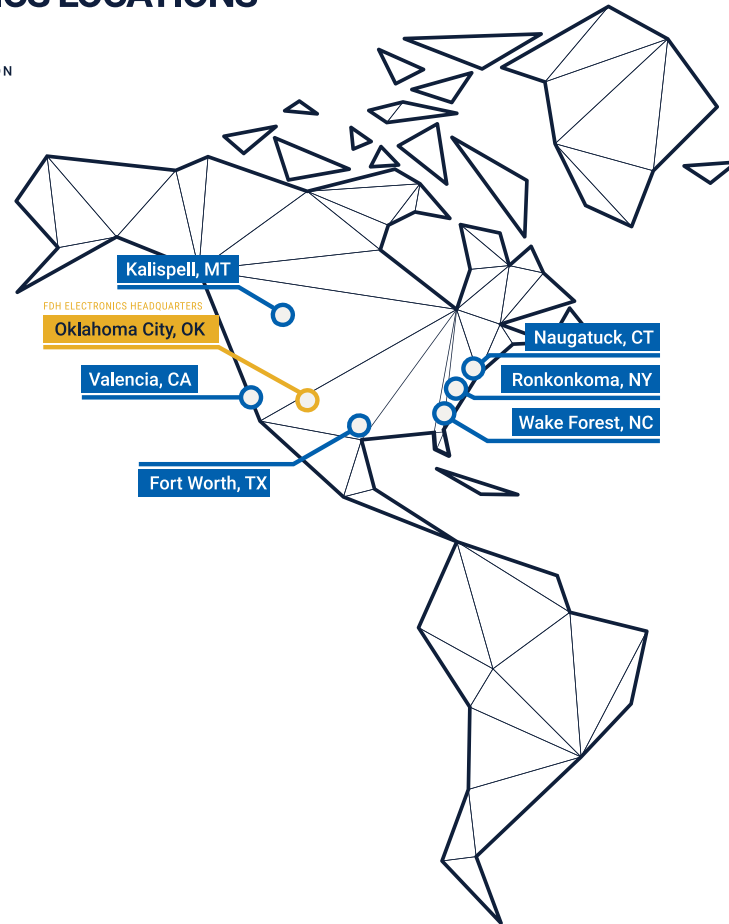 LOCATIONS
Kalispell, MT
FDH ELECTRONICS HEADQUARTERS
Oklahoma City, OK
Valencia, CA
Fort Worth, TX
Naugatuck, CT
Ronkonkoma, NY
Wake Forest, NC